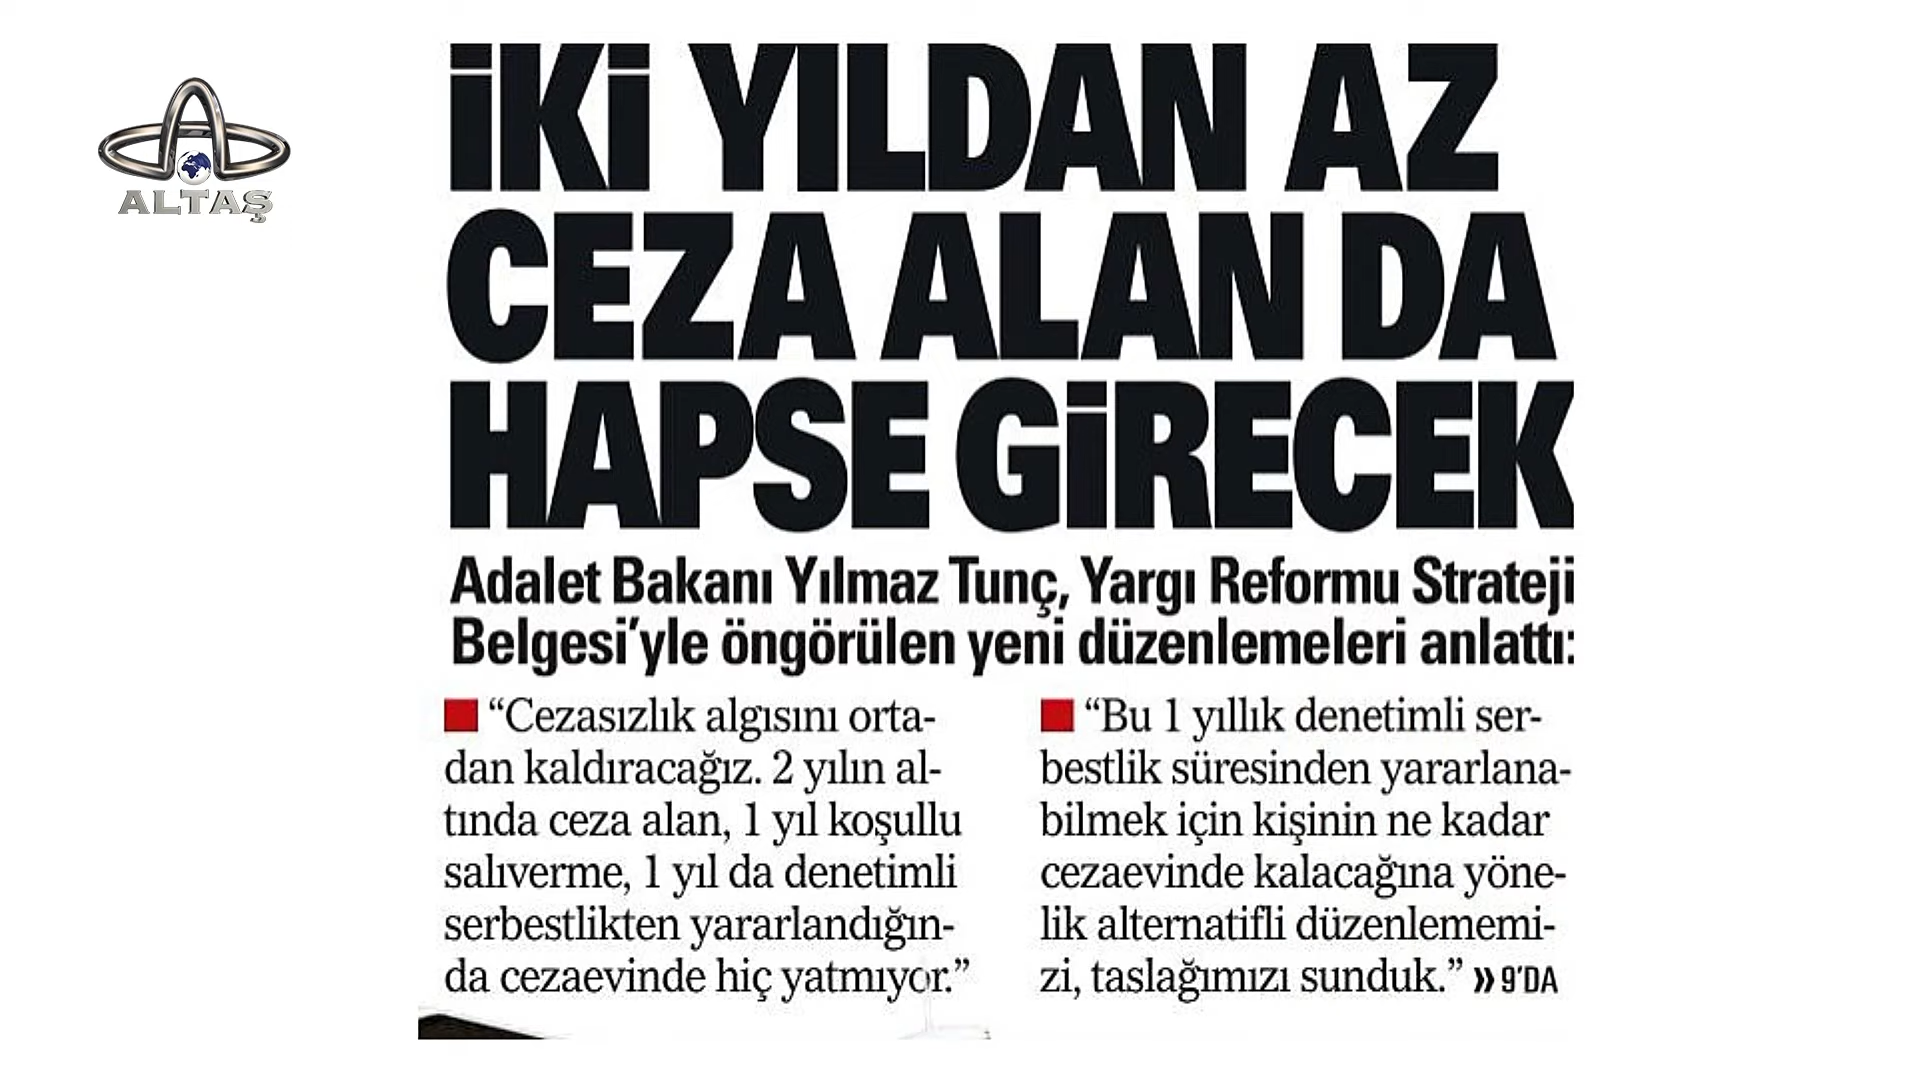 ALTAŞ
İKİ YILDAN AZ
CEZA ALAN DA
HAPSE GİRECEK
Adalet Bakanı Yılmaz Tunç, Yargı Reformu Strateji
Belgesi’yle öngörülen yeni düzenlemeleri anlattı:
“Cezasızlık algısını orta-
dan kaldıracağız. 2 yılın al-
tında ceza alan, 1 yıl koşullu
salıverme, 1 yıl da denetimli
serbestlikten yararlandığın-
da cezaevinde hiç yatmıyor.”
“Bu 1 yıllık denetimli ser-
bestlik süresinden yararlana-
bilmek için kişinin ne kadar
cezaevinde kalacağına yöne-
lik alternatifli düzenlememi-
zi, taslağımızı sunduk.” » 9’DA